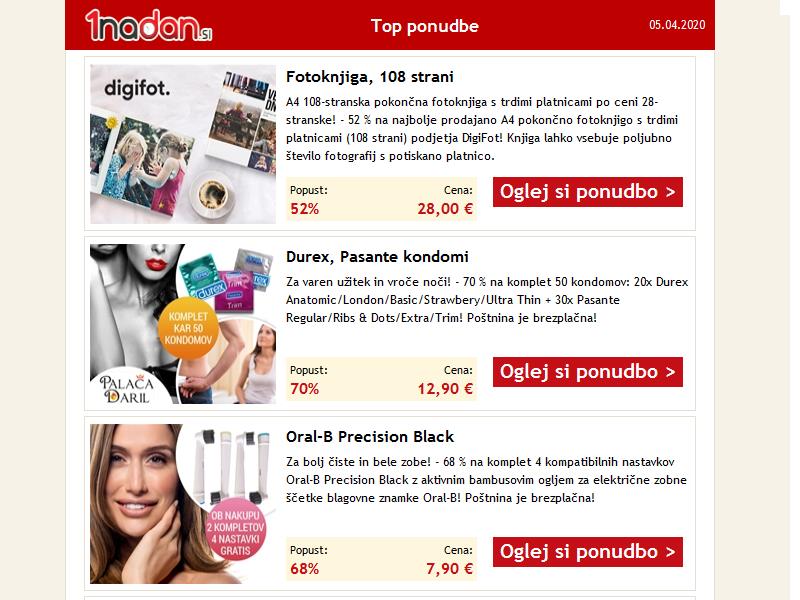 1nadan.si
Top ponudbe
05.04.2020
digifot.
Fotoknjiga, 108 strani
A4 108-stranska pokončna fotoknjiga s trdimi platnicami po ceni 28-
stranske! - 52 % na najbolje prodajano A4 pokončno fotoknjigo s trdimi
platnicami (108 strani) podjetja DigiFot! Knjiga lahko vsebuje poljubno
število fotografij s potiskano platnico.
Popust:
Cena:
52%
28,00 €
Oglej si ponudbo >
durex
Tran
KOMPLET
KAR 50
KONDOMOV
PALAČA
DARIL
Durex, Pasante kondomi
Za varen užitek in vroče noči! - 70 % na komplet 50 kondomov: 20x Durex
Anatomic/London/Basic/Strawbery/Ultra Thin + 30x Pasante
Regular/Ribs & Dots/Extra/Trim! Poštnina je brezplačna!
Popust:
Cena:
70%
12,90 €
Oglej si ponudbo >
OB NAKUPU
2 KOMPLETOV
4 NASTAVKI
GRATIS
Oral-B Precision Black
Za bolj čiste in bele zobe! - 68 % na komplet 4 kompatibilnih nastavkov
Oral-B Precision Black z aktivnim bambusovim ogljem za električne zobne
ščetke blagovne znamke Oral-B! Poštnina je brezplačna!
Popust:
Cena:
68%
7,90 €
Oglej si ponudbo >